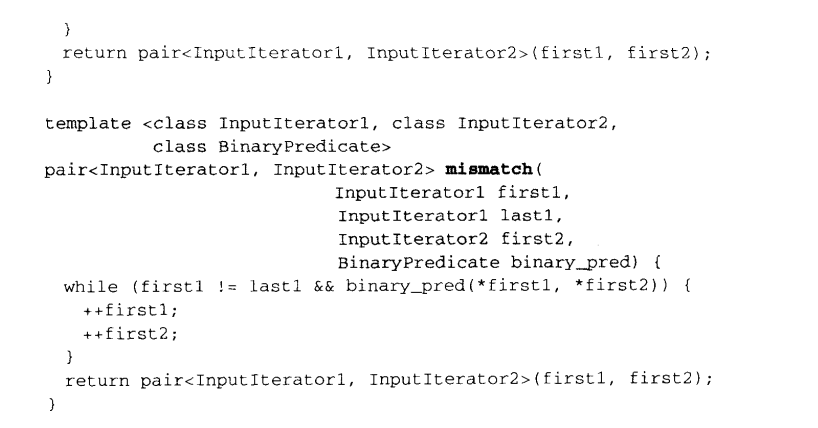 }
return pair<InputIterator1, InputIterator2>(first1, first2);
}
template <class InputIterator1, class InputIterator2,
class BinaryPredicate>
pair<InputIterator1, InputIterator2> mismatch(
InputIterator1 first1,
InputIterator1 last1,
InputIterator2 first2,
BinaryPredicate binary_pred) {
while (first1 != last1 && binary_pred(*first1, *first2)) {
++first1;
++first2;
}
return pair<InputIterator1, InputIterator2>(first1, first2);
}